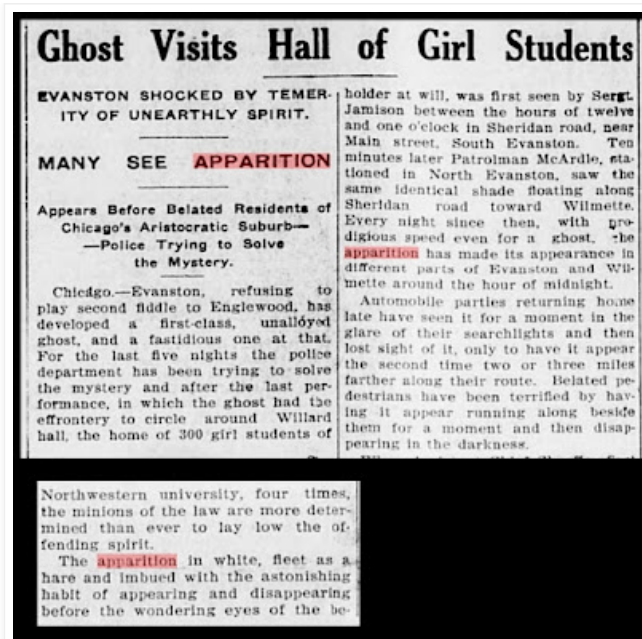 Ghost Visits Hall of Girl Students
EVANSTON SHOCKED BY TEMER-
ITY OF UNEARTHLY SPIRIT.
MANY SEE APPARITION
Appears Before Belated Residents of
Chicago's Aristocratic Suburb—
—Police Trying to Solve
the Mystery.
Chicago.—Evanston, refusing to
play second fiddle to Englewood, has
developed a first-class, unalloyed
ghost, and a fastidious one at that.
For the last five nights the police
department has been trying to solve
the mystery and after the last per-
formance, in which the ghost had the
effrontery to circle around Willard
hall, the home of 300 girl students of
Northwestern university, four times,
the minions of the law are more deter-
mined than ever to lay low the of-
fending spirit.
The apparition in white, fleet as a
hare and imbued with the astonishing
habit of appearing and disappearing
before the wondering eyes of the be-
holder at will, was first seen by Sergt.
Jamison between the hours of twelve
and one o'clock in Sheridan road, near
Main street, South Evanston. Ten
minutes later Patrolman McArdle, sta-
tioned in North Evanston, saw the
same identical shade floating along
Sheridan road toward Wilmette.
Every night since then, with pro-
digious speed even for a ghost, the
apparition has made its appearance in
different parts of Evanston and Wil-
mette around the hour of midnight.
Automobile parties returning home
late have seen it for a moment in the
glare of their searchlights and then
lost sight of it, only to have it appear
the second time two or three miles
farther along their route. Belated pe-
destrians have been terrified by hav-
ing it appear running along beside
them for a moment and then disap-
pearing in the darkness.